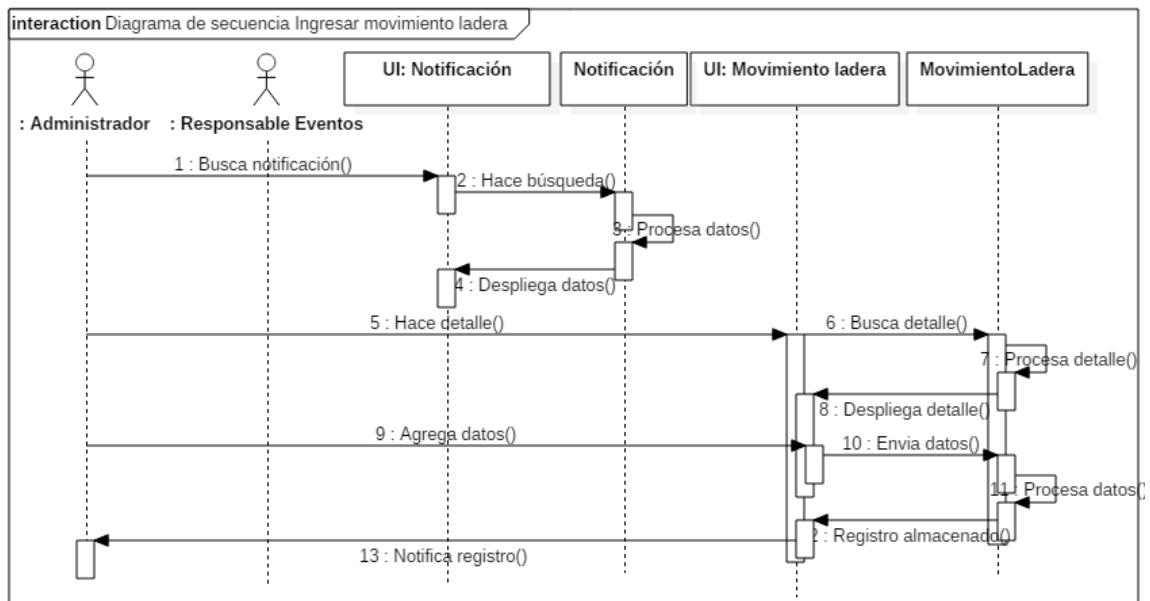 interaction Diagrama de secuencia Ingresar movimiento ladera
UI: Notificación
Notificación
UI: Movimiento ladera
MovimientoLadera
: Administrador
: Responsable Eventos
1 : Busca notificación()
2 : Hace búsqueda()
3 : Procesa datos()
4 : Despliega datos()
5 : Hace detalle()
6 : Busca detalle()
7 : Procesa detalle()
8 : Despliega detalle()
9 : Agrega datos()
10 : Envia datos()
11 : Procesa datos()
2 : Registro almacenado()
13 : Notifica registro()